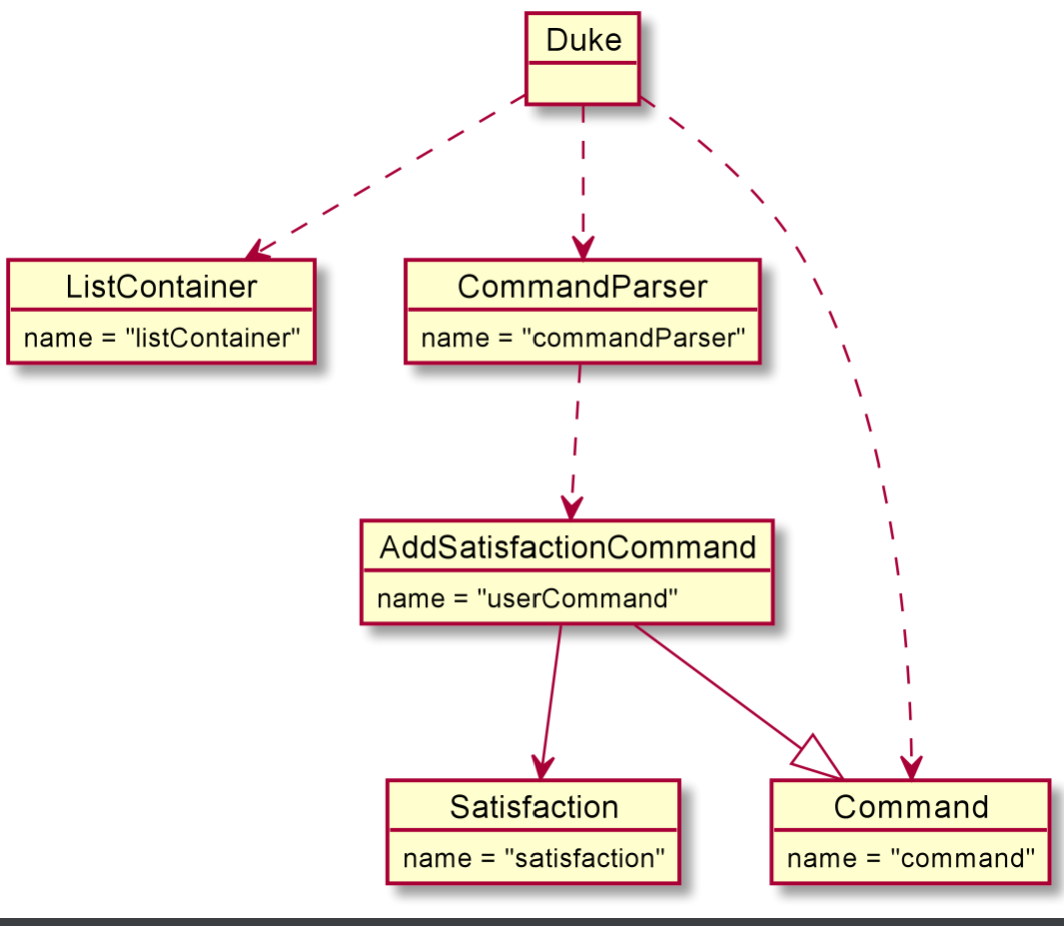 Duke
ListContainer
name = "listContainer"
CommandParser
name = "commandParser"
AddSatisfactionCommand
name = "userCommand"
Satisfaction
name = "satisfaction"
Command
name = "command"